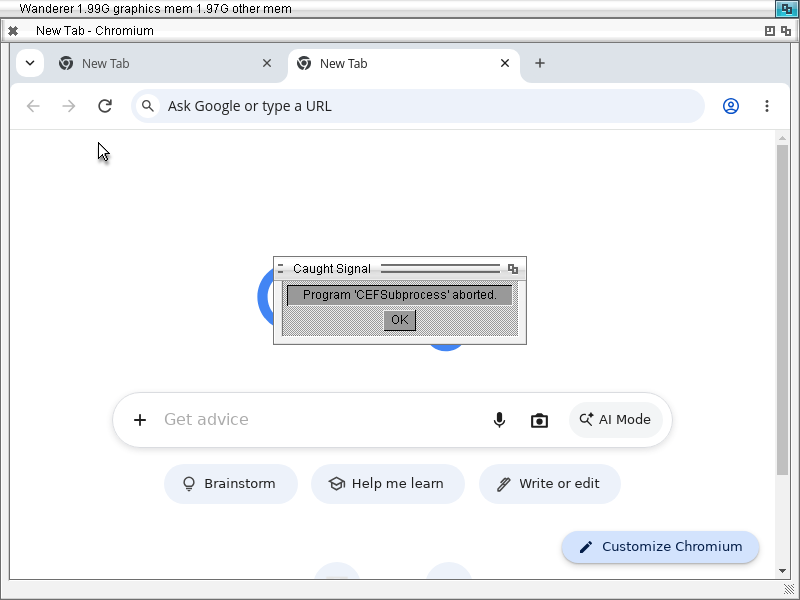 Wanderer 1.99G graphics mem 1.97G other mem
New Tab - Chromium
New Tab
New Tab
Ask Google or type a URL
Caught Signal
Program 'CEFSubprocess' aborted.
OK
Get advice
AI Mode
Brainstorm
Help me learn
Write or edit
Customize Chromium